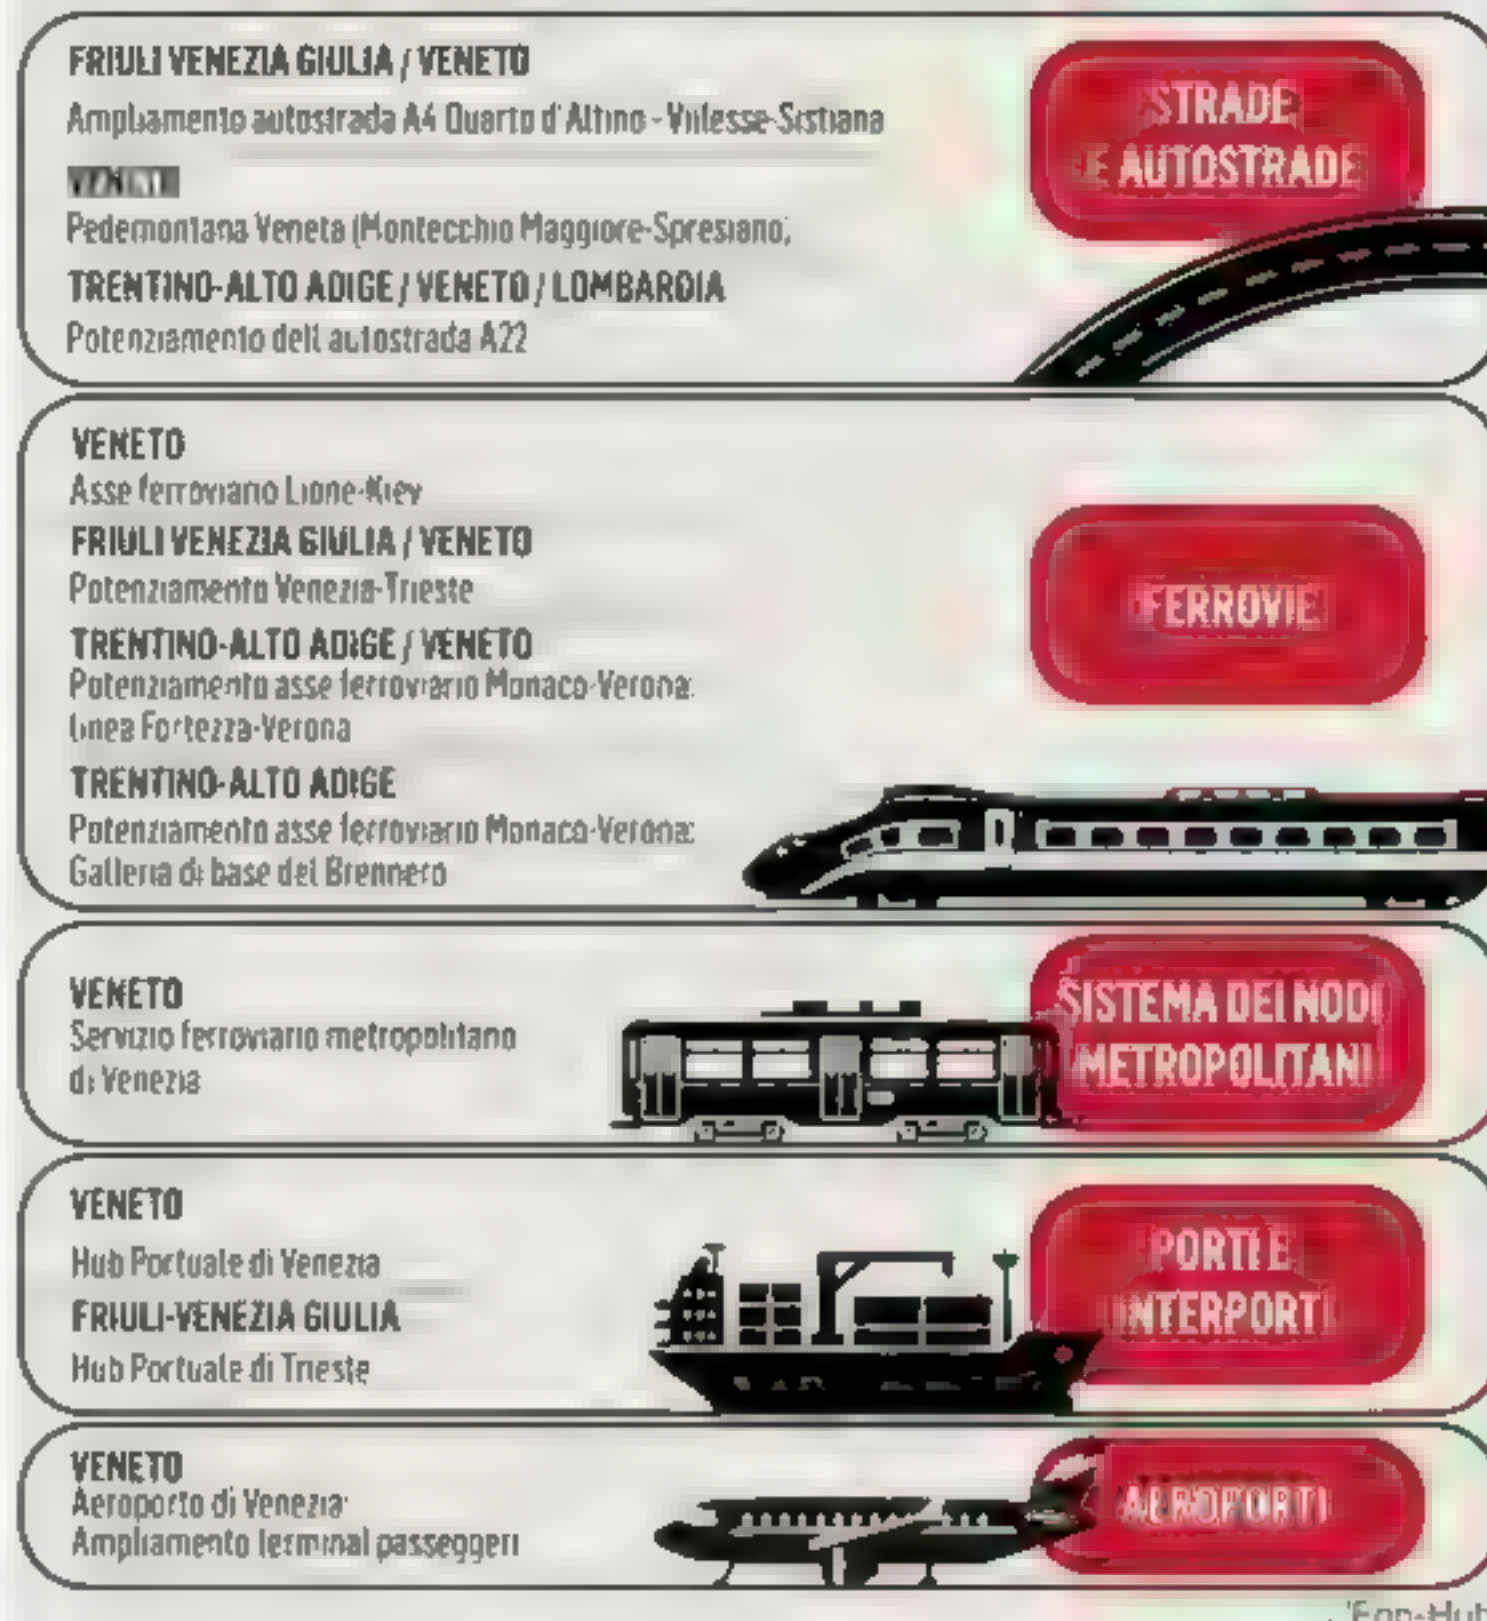 FRIULI VENEZIA GIULIA / VENETO
Ampliamento autostrada A4 Quarto d'Altino - Villesse-Sistiana
STRADE
E AUTOSTRADE
VENETO
Pedemontana Veneta (Montecchio Maggiore-Spresiano)
TRENTINO-ALTO ADIGE / VENETO / LOMBARDIA
Potenziamento dell'autostrada A22
VENETO
Asse ferroviario Lione-Kiev
FRIULI VENEZIA GIULIA / VENETO
Potenziamento Venezia-Trieste
FERROVIE
TRENTINO-ALTO ADIGE / VENETO
Potenziamento asse ferroviario Monaco-Verona:
linea Fortezza-Verona
TRENTINO-ALTO ADIGE
Potenziamento asse ferroviario Monaco-Verona:
Galleria di base del Brennero
VENETO
Servizio ferroviario metropolitano
di Venezia
SISTEMA DEI NODI
METROPOLITANI
VENETO
Hub Portuale di Venezia
FRIULI-VENEZIA GIULIA
Hub Portuale di Trieste
PORTI E
INTERPORTI
VENETO
Aeroporto di Venezia:
Ampliamento terminal passeggeri
AEROPORTI